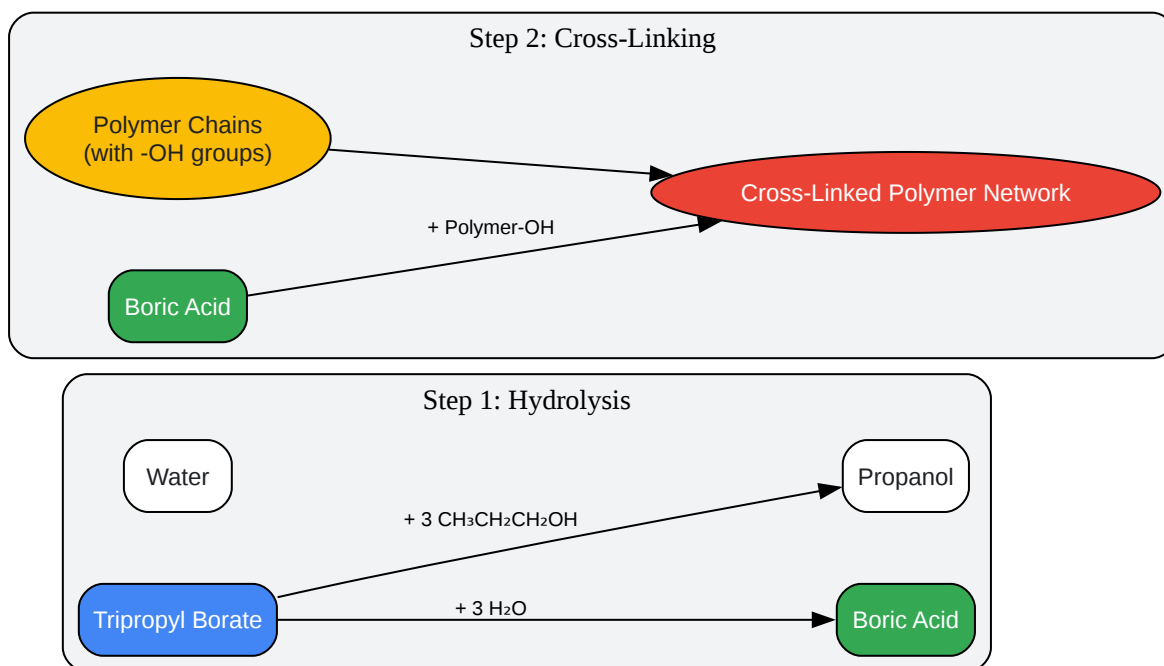 Step 2: Cross-Linking
Polymer Chains
(with -OH groups)
Cross-Linked Polymer Network
+ Polymer-OH
Boric Acid
Step 1: Hydrolysis
Water
Propanol
+ 3 CH₃CH₂CH₂OH
Tripropyl Borate
+ 3 H₂O
Boric Acid